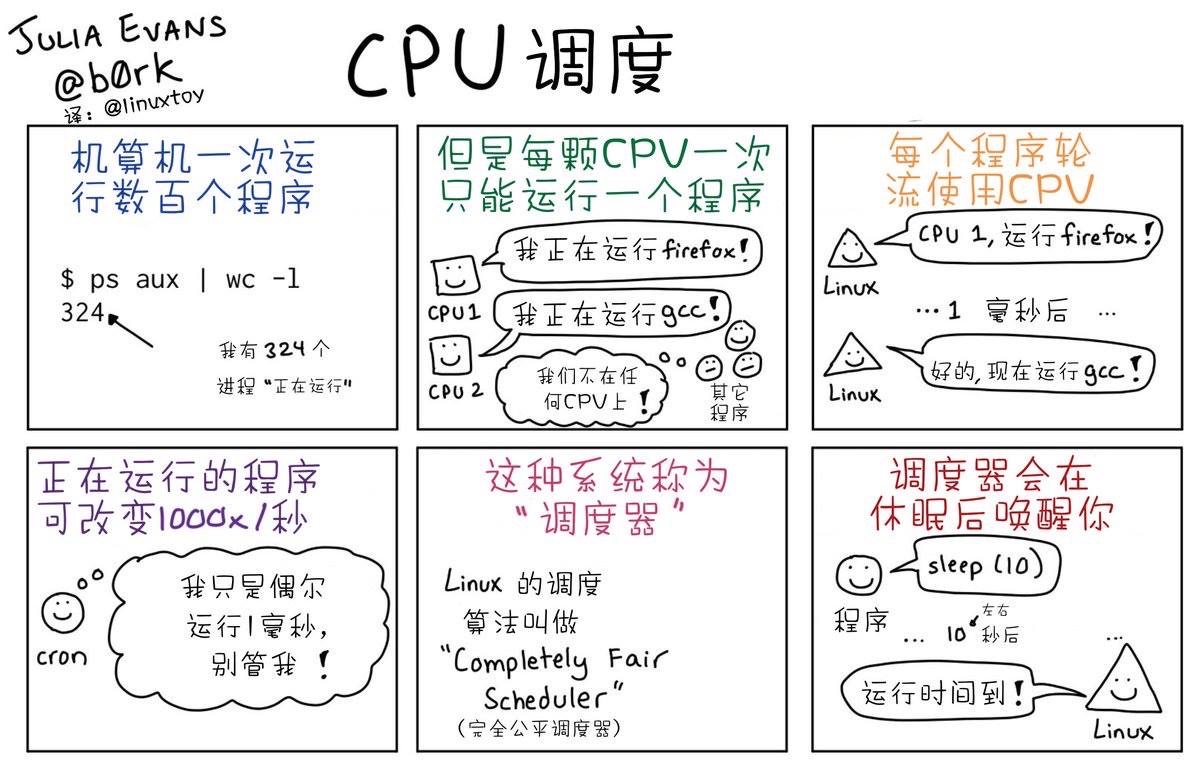 JULIA EVANS
@b0rk
译: @linuxtoy
CPU 调度
机算机一次运
行数百个程序
$ ps aux | wc -l
324
我有 324 个
进程 "正在运行"
但是每颗CPU一次
只能运行一个程序
我正在运行firefox!
CPU1
我正在运行gcc!
CPU 2
我们不在任
何CPU上!
其它
程序
每个程序轮
流使用CPU
CPU 1, 运行firefox!
Linux
...1 毫秒后 ...
好的, 现在运行gcc!
Linux
正在运行的程序
可改变1000x/秒
我只是偶尔
运行1毫秒,
别管我 !
cron
这种系统称为
"调度器"
Linux 的调度
算法叫做
"Completely Fair
Scheduler"
(完全公平调度器)
调度器会在
休眠后唤醒你
sleep (10)
程序
左右
... 10 秒后 ...
运行时间到!
Linux